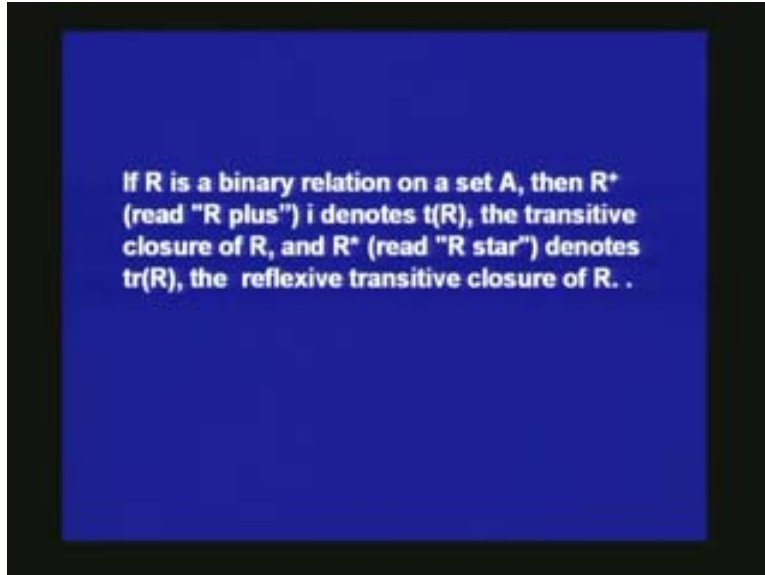 If R is a binary relation on a set A, then R⁺
(read "R plus") i denotes t(R), the transitive
closure of R, and R* (read "R star") denotes
tr(R), the  reflexive transitive closure of R. .